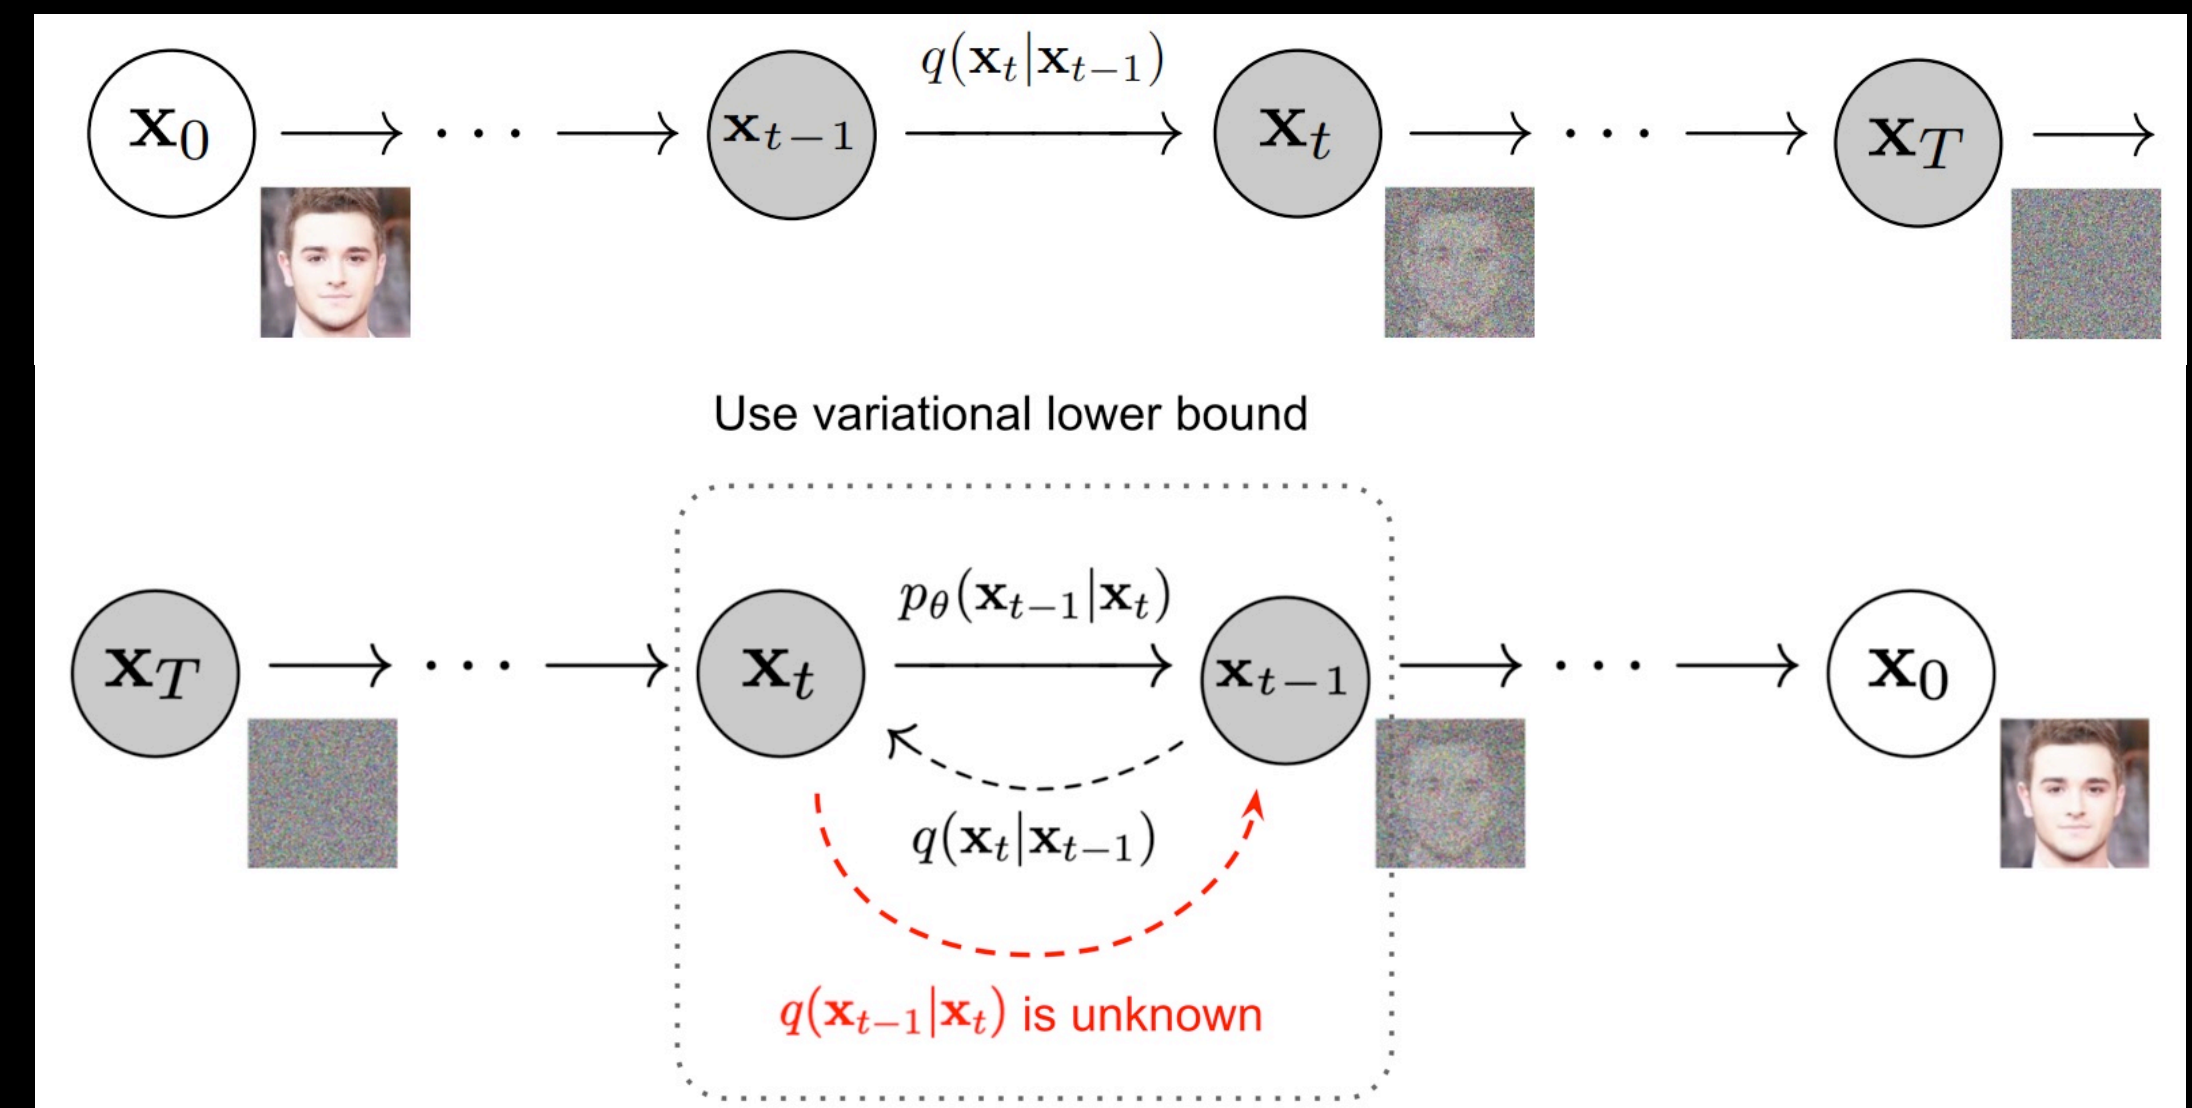 q(x_t|x_{t-1})
x_0 → ··· → x_{t-1} → x_t → ··· → x_T →
Use variational lower bound
p_θ(x_{t-1}|x_t)
x_T → ··· → x_t → x_{t-1} → ··· → x_0
q(x_t|x_{t-1})
q(x_{t-1}|x_t) is unknown